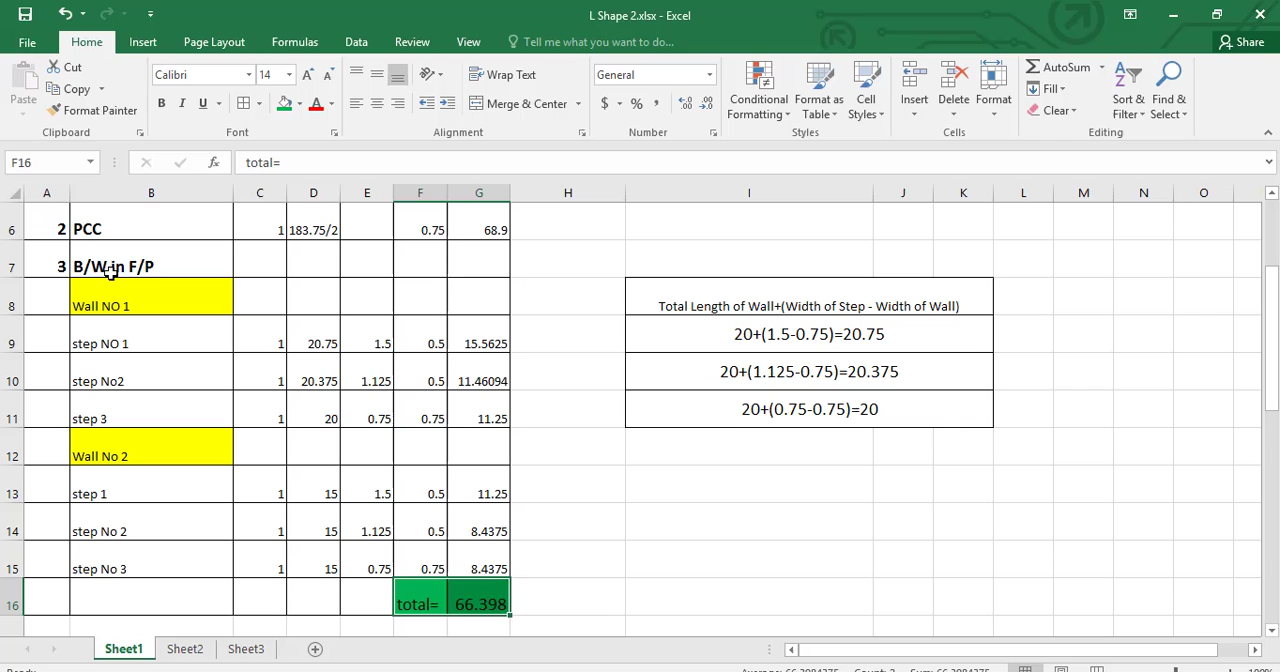 L Shape 2.xlsx - Excel
File Home Insert Page Layout Formulas Data Review View Tell me what you want to do... Share
Cut
Copy
Format Painter
Paste
Clipboard
Calibri 14
B I U
Font
Wrap Text
Merge & Center
Alignment
General
$ % ,
Number
Conditional Formatting
Format as Table
Cell Styles
Styles
Insert Delete Format
Cells
AutoSum
Fill
Clear
Sort & Filter
Find & Select
Editing
F16 fx total=
A B C D E F G H I J K L M N O
6 2 PCC 1 183.75/2 0.75 68.9
7 3 B/W in F/P
8 Wall NO 1 Total Length of Wall+(Width of Step - Width of Wall)
9 step NO 1 1 20.75 1.5 0.5 15.5625 20+(1.5-0.75)=20.75
10 step No2 1 20.375 1.125 0.5 11.46094 20+(1.125-0.75)=20.375
11 step 3 1 20 0.75 0.75 11.25 20+(0.75-0.75)=20
12 Wall No 2
13 step 1 1 15 1.5 0.5 11.25
14 step No 2 1 15 1.125 0.5 8.4375
15 step No 3 1 15 0.75 0.75 8.4375
16 total= 66.398
Sheet1 Sheet2 Sheet3
Ready Average: 66.3984375 Count: 2 Sum: 66.3984375 100%